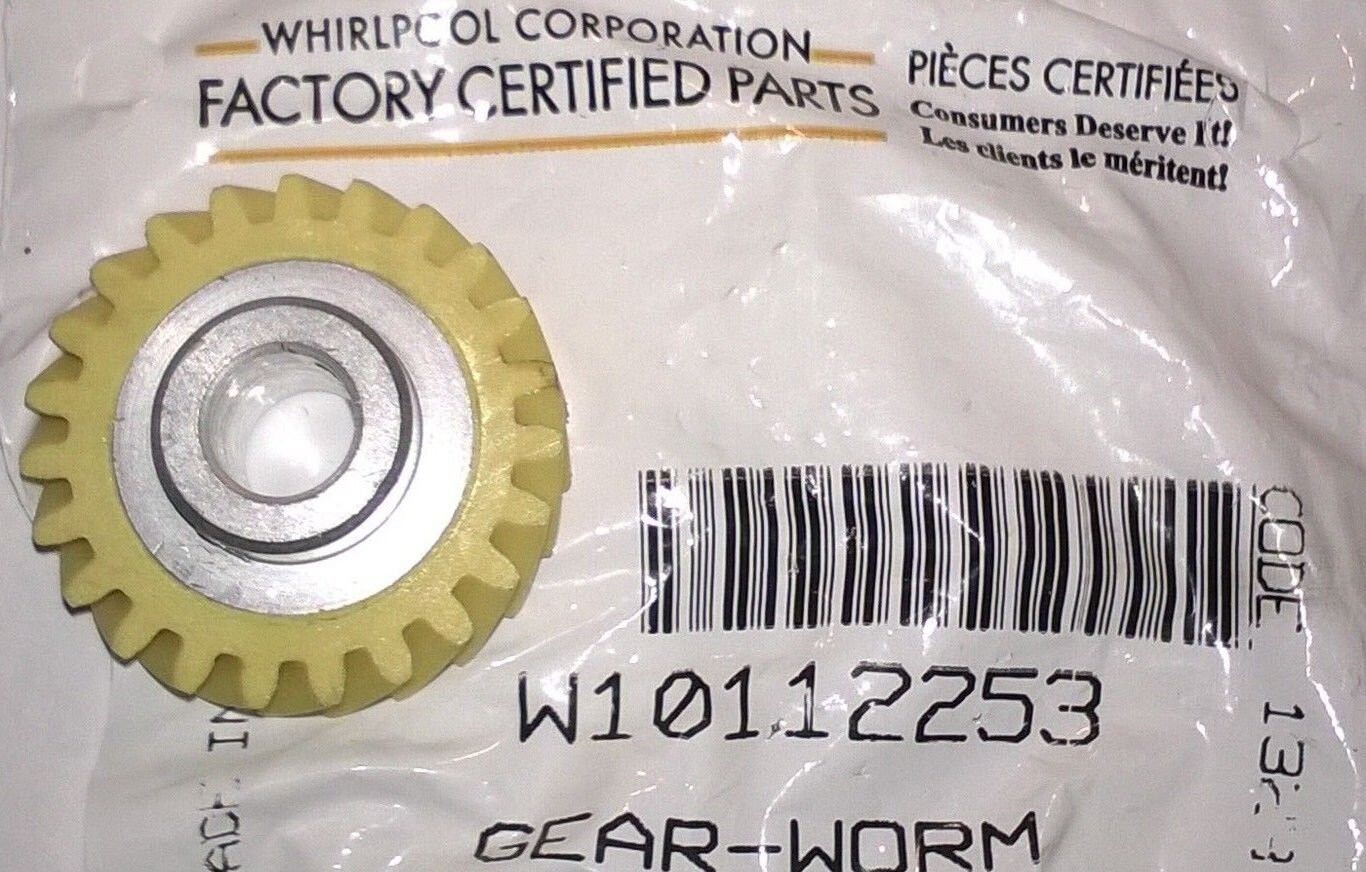 WHIRLPOOL CORPORATION
FACTORY CERTIFIED PARTS
PIÈCES CERTIFIÉES
Consumers Deserve It!
Les clients le méritent!
W10112253
GEAR-WORM
CODE